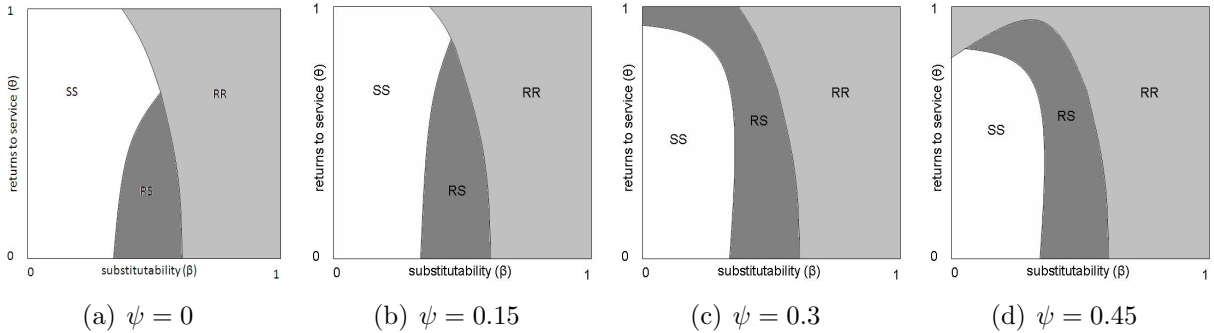 1
returns to service (θ)
0
SS
RS
RR
0
substitutability (β)
1
(a) ψ = 0
1
returns to service (θ)
0
SS
RS
RR
0
substitutability (β)
1
(b) ψ = 0.15
1
returns to service (θ)
0
SS
RS
RR
0
substitutability (β)
1
(c) ψ = 0.3
1
returns to service (θ)
0
SS
RS
RR
0
substitutability (β)
1
(d) ψ = 0.45